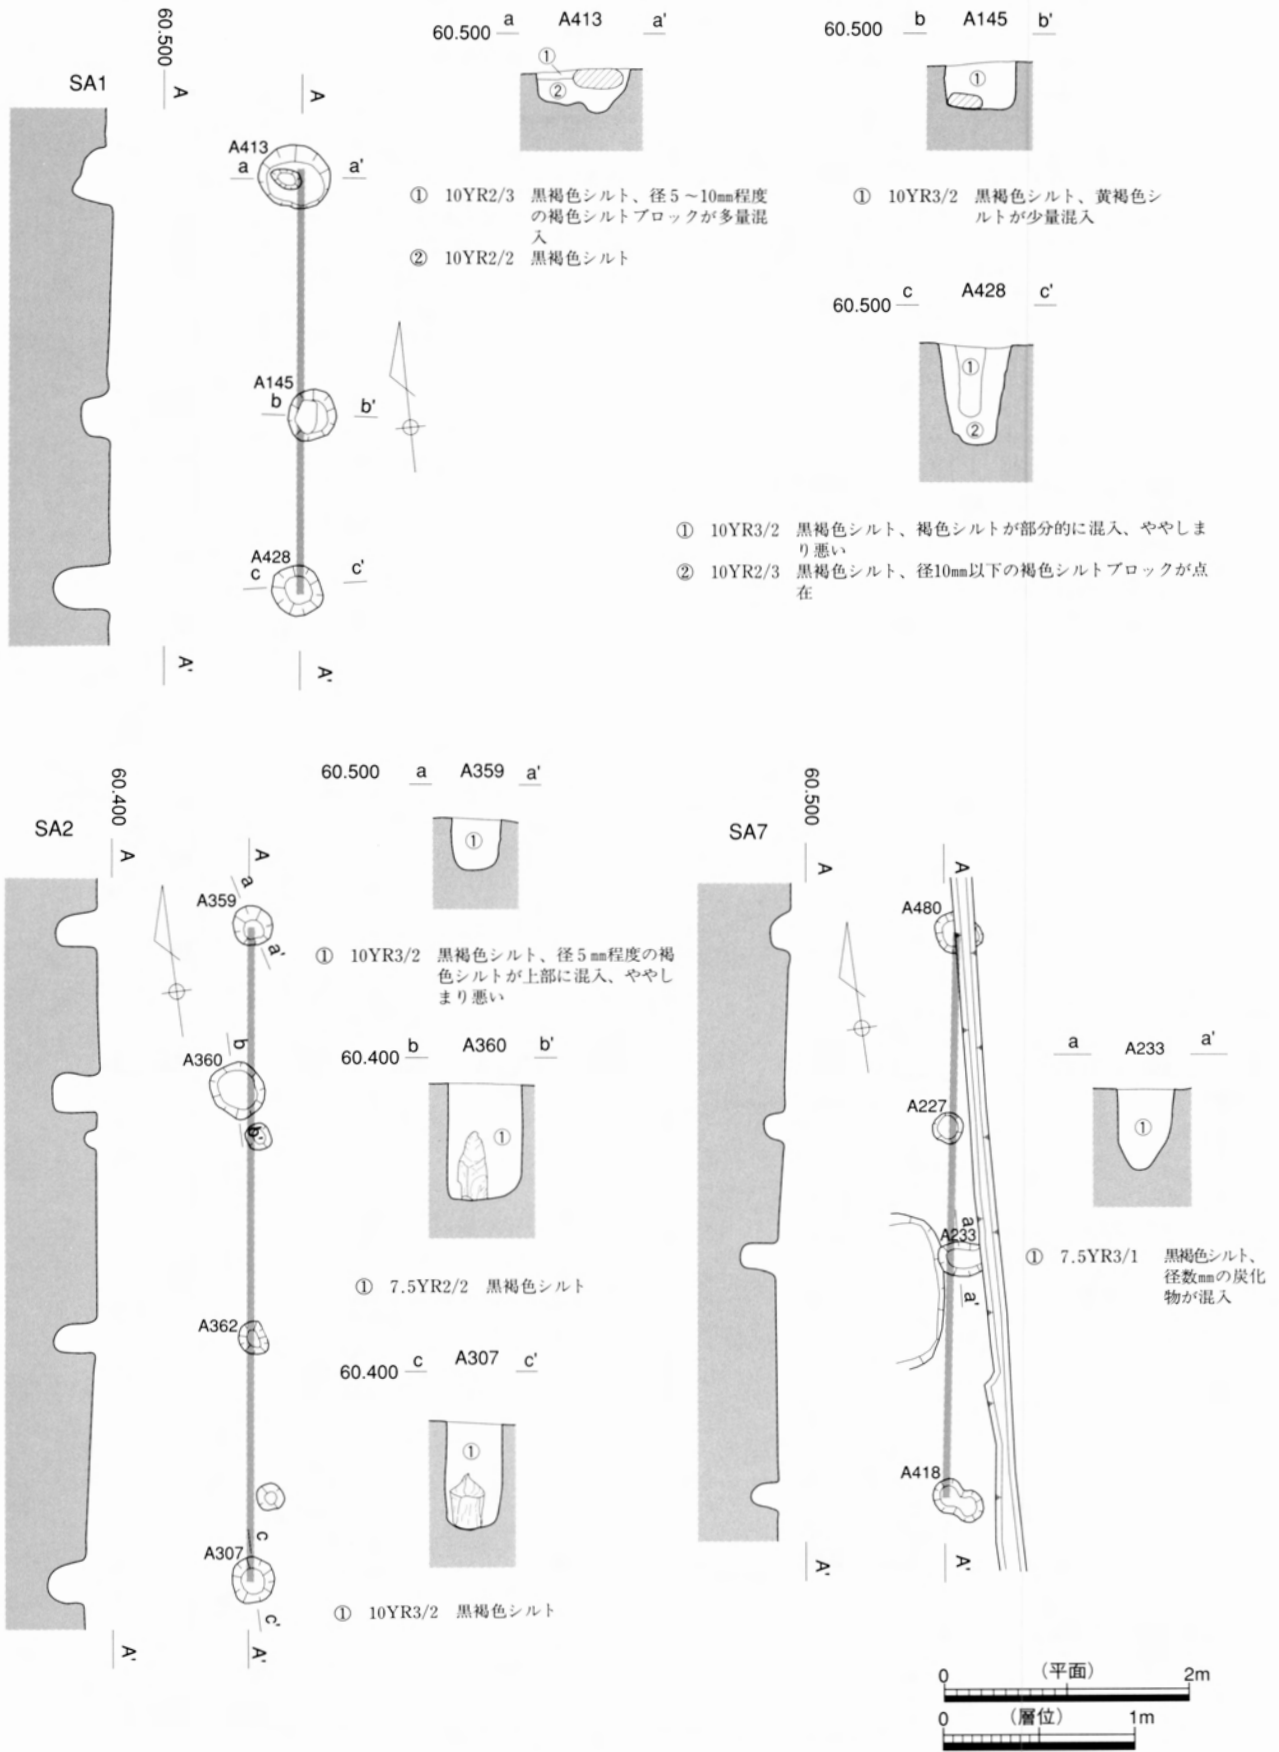 SA1
60.500
A
A
A413
a
a'
A145
b
b'
A428
c
c'
A'
A'
60.500 a A413 a'
①
②
① 10YR2/3 黒褐色シルト、径5~10㎜程度
の褐色シルトブロックが多量混
入
② 10YR2/2 黒褐色シルト
60.500 b A145 b'
①
① 10YR3/2 黒褐色シルト、黄褐色シ
ルトが少量混入
60.500 c A428 c'
①
②
① 10YR3/2 黒褐色シルト、褐色シルトが部分的に混入、ややしま
り悪い
② 10YR2/3 黒褐色シルト、径10㎜以下の褐色シルトブロックが点
在
SA2
60.400
A
A
a
A359
a'
b
A360
b'
A362
c
A307
c'
A'
A'
60.500 a A359 a'
①
① 10YR3/2 黒褐色シルト、径5㎜程度の褐
色シルトが上部に混入、ややし
まり悪い
60.400 b A360 b'
①
① 7.5YR2/2 黒褐色シルト
60.400 c A307 c'
①
① 10YR3/2 黒褐色シルト
SA7
60.500
A
A
A480
A227
a
A233
a'
A418
A'
A'
a A233 a'
①
① 7.5YR3/1 黒褐色シルト、
径数㎜の炭化
物が混入
0 (平面) 2m
0 (層位) 1m